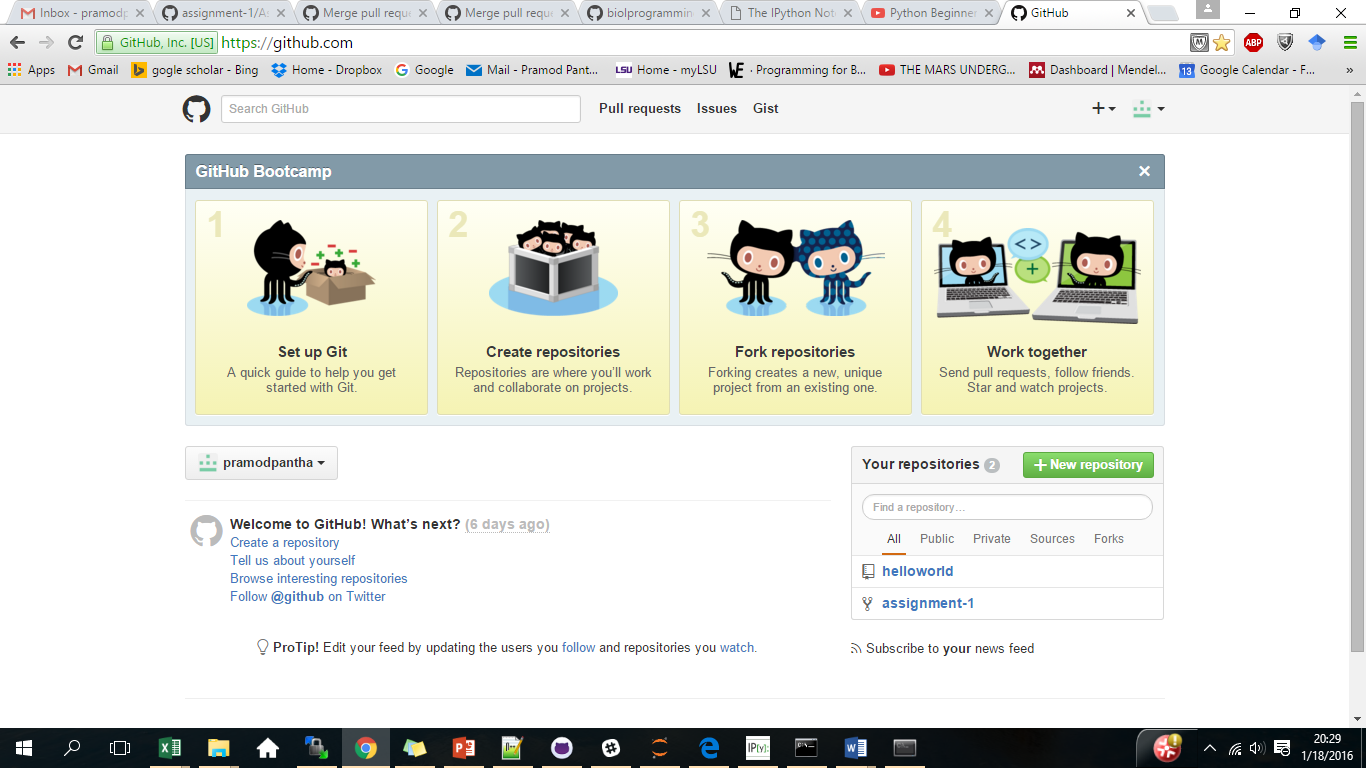 Inbox - pramodp
assignment-1/As
Merge pull reque
Merge pull reque
biolprogrammin
The IPython Not
Python Beginner
GitHub
GitHub, Inc. [US] https://github.com
ABP
Apps
Gmail
gogle scholar - Bing
Home - Dropbox
Google
Mail - Pramod Pant...
LSU Home - myLSU
WE · Programming for B...
THE MARS UNDERG...
Dashboard | Mendel...
13 Google Calendar - F...
»
Search GitHub
Pull requests
Issues
Gist
GitHub Bootcamp
1
Set up Git
A quick guide to help you get
started with Git.
2
Create repositories
Repositories are where you'll work
and collaborate on projects.
3
Fork repositories
Forking creates a new, unique
project from an existing one.
4
Work together
Send pull requests, follow friends.
Star and watch projects.
pramodpantha
Welcome to GitHub! What's next? (6 days ago)
Create a repository
Tell us about yourself
Browse interesting repositories
Follow @github on Twitter
ProTip! Edit your feed by updating the users you follow and repositories you watch.
Your repositories 2
New repository
Find a repository…
All
Public
Private
Sources
Forks
helloworld
assignment-1
Subscribe to your news feed
IP[y]:
20:29
1/18/2016